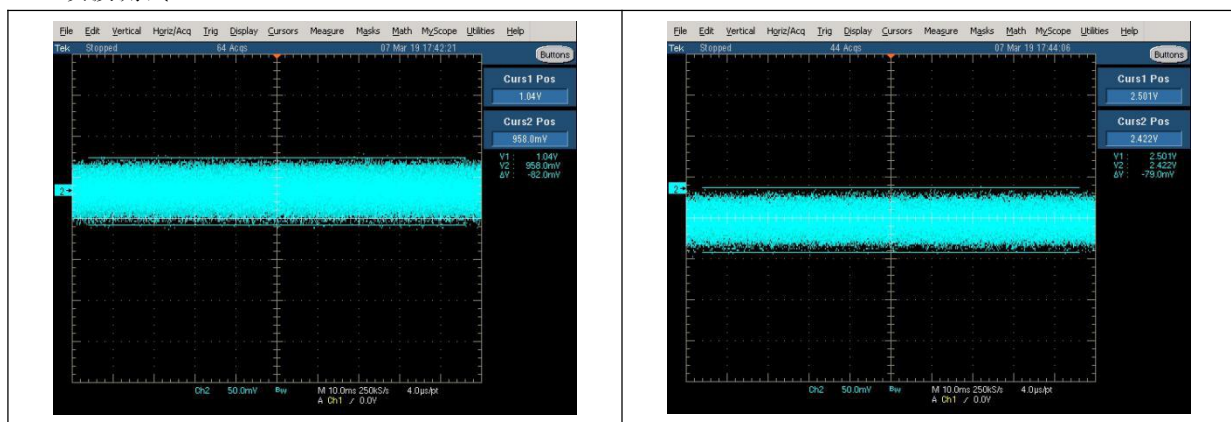 File Edit Vertical Horiz/Acq Trig Display Cursors Measure Masks Math MyScope Utilities Help
Tek Stopped 64 Acqs 07 Mar 19 17:42:21 Buttons
Curs1 Pos
1.04V
Curs2 Pos
958.0mV
V1 : 1.04V
V2 : 958.0mV
ΔV : -82.0mV
2
Ch2 50.0mV Bw M 10.0ms 250kS/s 4.0µs/pt
A Ch1 / 0.0V
File Edit Vertical Horiz/Acq Trig Display Cursors Measure Masks Math MyScope Utilities Help
Tek Stopped 44 Acqs 07 Mar 19 17:44:06 Buttons
Curs1 Pos
2.501V
Curs2 Pos
2.422V
V1 : 2.501V
V2 : 2.422V
ΔV : -79.0mV
2
Ch2 50.0mV Bw M 10.0ms 250kS/s 4.0µs/pt
A Ch1 / 0.0V